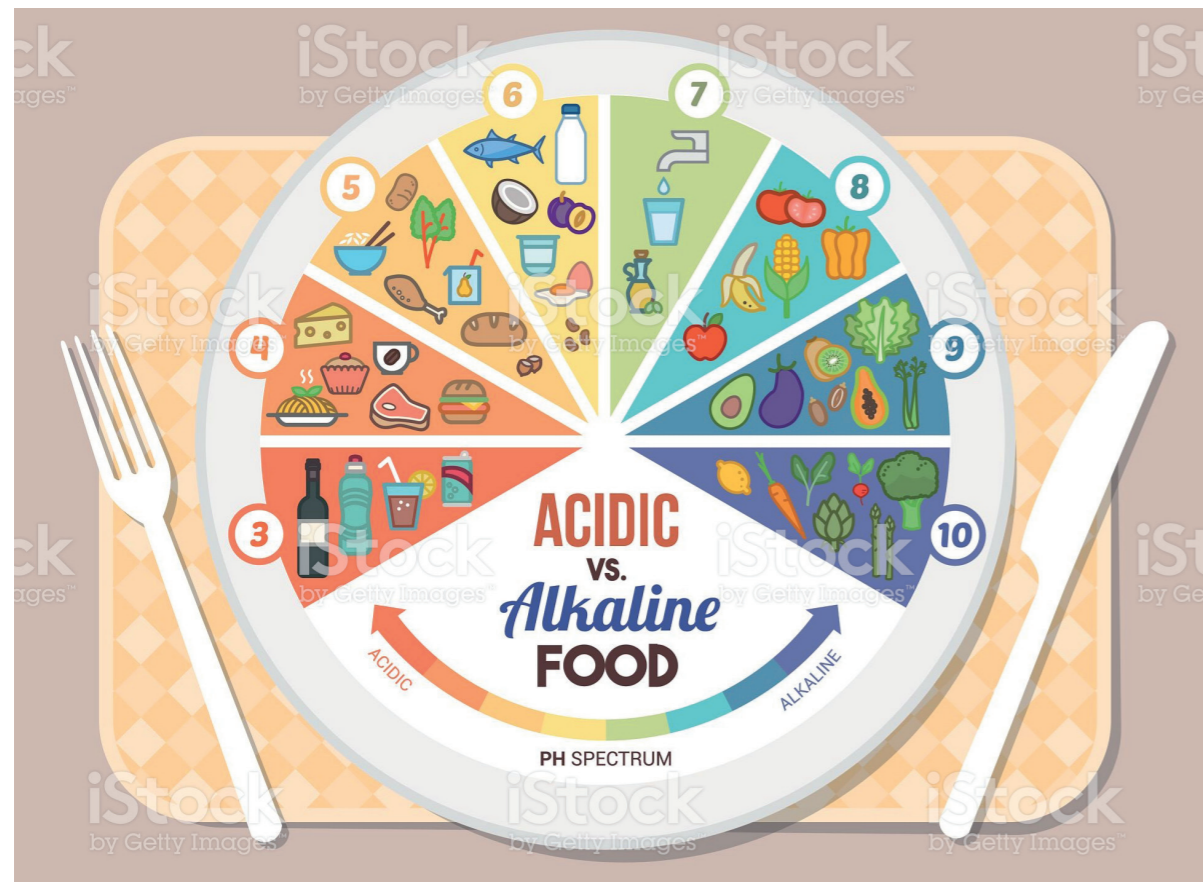 iStock
by Getty Images™
6
7
5
8
4
9
3
10
ACIDIC
VS.
Alkaline
FOOD
ACIDIC
ALKALINE
PH SPECTRUM